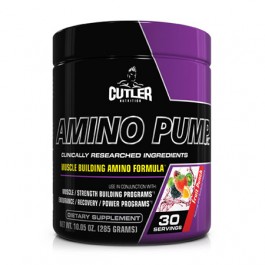 CUTLER
NUTRITION
AMINO PUMP
CLINICALLY RESEARCHED INGREDIENTS
MUSCLE BUILDING AMINO FORMULA
USE IN CONJUNCTION WITH
MUSCLE / STRENGTH BUILDING PROGRAMS
ENDURANCE / RECOVERY / POWER PROGRAMS
DIETARY SUPPLEMENT
NET WT. 10.05 OZ. (285 GRAMS)
30
SERVINGS